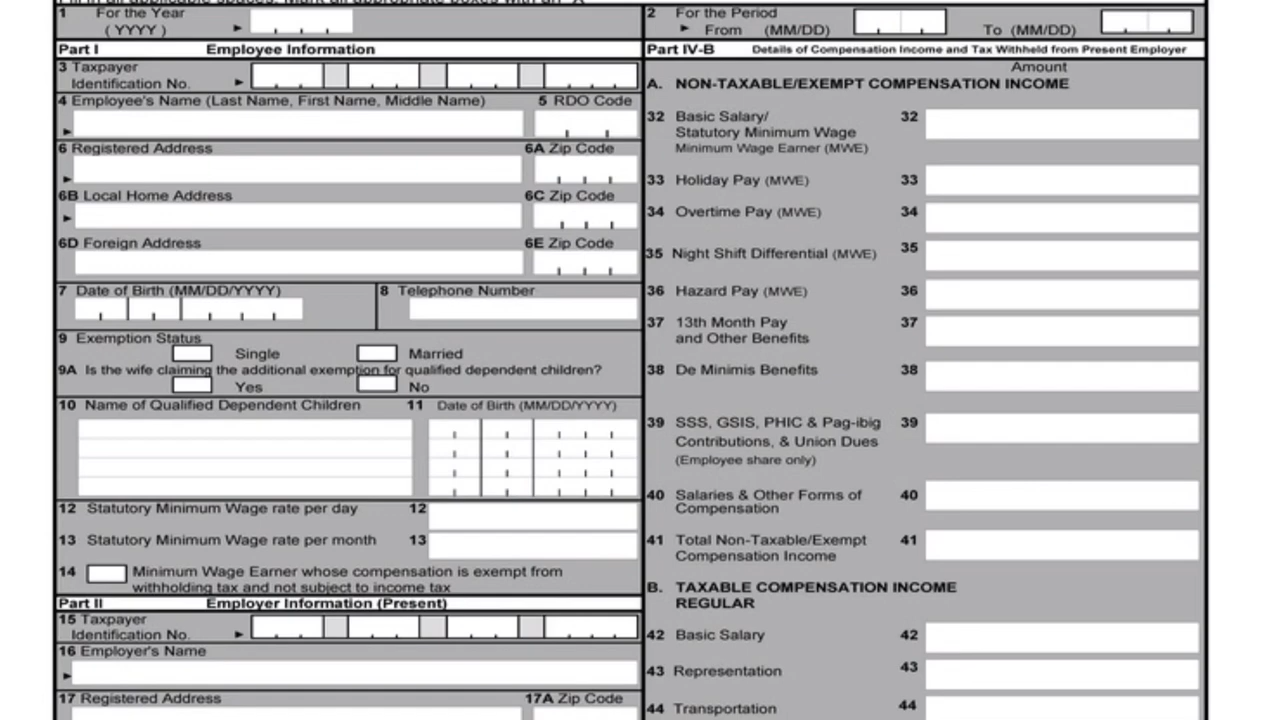 1 For the Year
( YYYY )
2 For the Period
From (MM/DD) To (MM/DD)
Part I Employee Information
3 Taxpayer
Identification No.
4 Employee's Name (Last Name, First Name, Middle Name) 5 RDO Code
6 Registered Address 6A Zip Code
6B Local Home Address 6C Zip Code
6D Foreign Address 6E Zip Code
7 Date of Birth (MM/DD/YYYY) 8 Telephone Number
9 Exemption Status
Single Married
9A Is the wife claiming the additional exemption for qualified dependent children?
Yes No
10 Name of Qualified Dependent Children 11 Date of Birth (MM/DD/YYYY)
12 Statutory Minimum Wage rate per day 12
13 Statutory Minimum Wage rate per month 13
14 Minimum Wage Earner whose compensation is exempt from
withholding tax and not subject to income tax
Part II Employer Information (Present)
15 Taxpayer
Identification No.
16 Employer's Name
17 Registered Address 17A Zip Code
Part IV-B Details of Compensation Income and Tax Withheld from Present Employer
Amount
A. NON-TAXABLE/EXEMPT COMPENSATION INCOME
32 Basic Salary/ 32
Statutory Minimum Wage
Minimum Wage Earner (MWE)
33 Holiday Pay (MWE) 33
34 Overtime Pay (MWE) 34
35 Night Shift Differential (MWE) 35
36 Hazard Pay (MWE) 36
37 13th Month Pay 37
and Other Benefits
38 De Minimis Benefits 38
39 SSS, GSIS, PHIC & Pag-ibig 39
Contributions, & Union Dues
(Employee share only)
40 Salaries & Other Forms of 40
Compensation
41 Total Non-Taxable/Exempt 41
Compensation Income
B. TAXABLE COMPENSATION INCOME
REGULAR
42 Basic Salary 42
43 Representation 43
44 Transportation 44